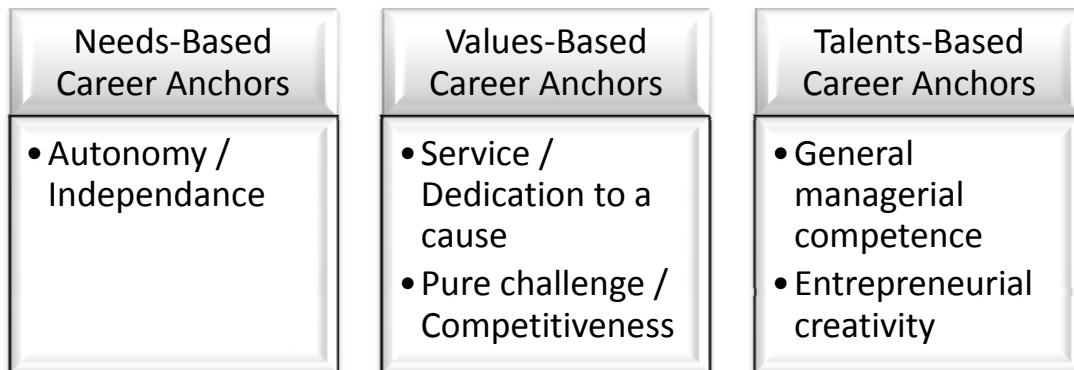 Needs-Based
Career Anchors
• Autonomy /
Independance
Values-Based
Career Anchors
• Service /
Dedication to a
cause
• Pure challenge /
Competitiveness
Talents-Based
Career Anchors
• General
managerial
competence
• Entrepreneurial
creativity